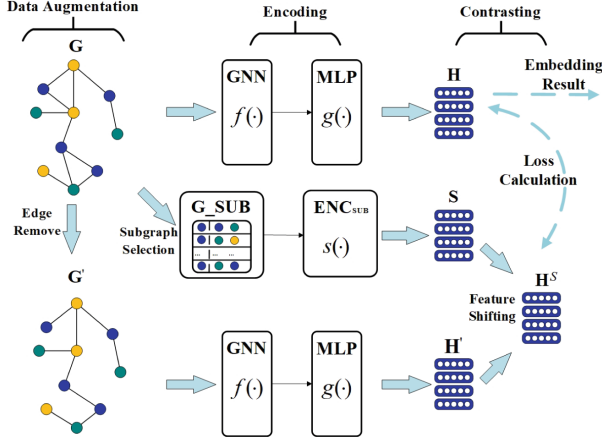 Data Augmentation
Encoding
Contrasting
G
GNN
MLP
H
Embedding
Result
f(·)
g(·)
Loss
Calculation
Edge
Remove
Subgraph
Selection
G_SUB
... ... ...
ENCSUB
s(·)
S
G'
Feature
Shifting
H^S
GNN
MLP
H'
f(·)
g(·)